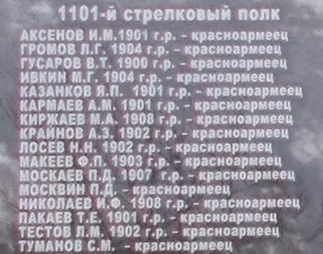 1101-й стрелковый полк
АКСЕНОВ И.М.1901 г.р. - красноармеец
ГРОМОВ Л.Г. 1904 г.р. - красноармеец
ГУСАРОВ В.Т. 1900 г.р. - красноармеец
ИВКИН М.Г. 1904 г.р. - красноармеец
КАЗАНКОВ Я.П. 1901 г.р. - красноармеец
КАРМАЕВ А.М. 1901 г.р. - красноармеец
КИРЖАЕВ М.А. 1908 г.р. - красноармеец
КРАЙНОВ А.З. 1902 г.р. - красноармеец
ЛОСЕВ Н.Н. 1902 г.р. - красноармеец
МАКЕЕВ Ф.П. 1903 г.р. - красноармеец
МОСКАЕВ П.Д. 1907 г.р. - красноармеец
МОСКВИН П.Д. - красноармеец
НИКОЛАЕВ И.Ф. 1908 г.р. - красноармеец
ПАКАЕВ Т.Е. 1901 г.р. - красноармеец
ТЕСТОВ Л.М. 1902 г.р. - красноармеец
ТУМАНОВ С.М. - красноармеец